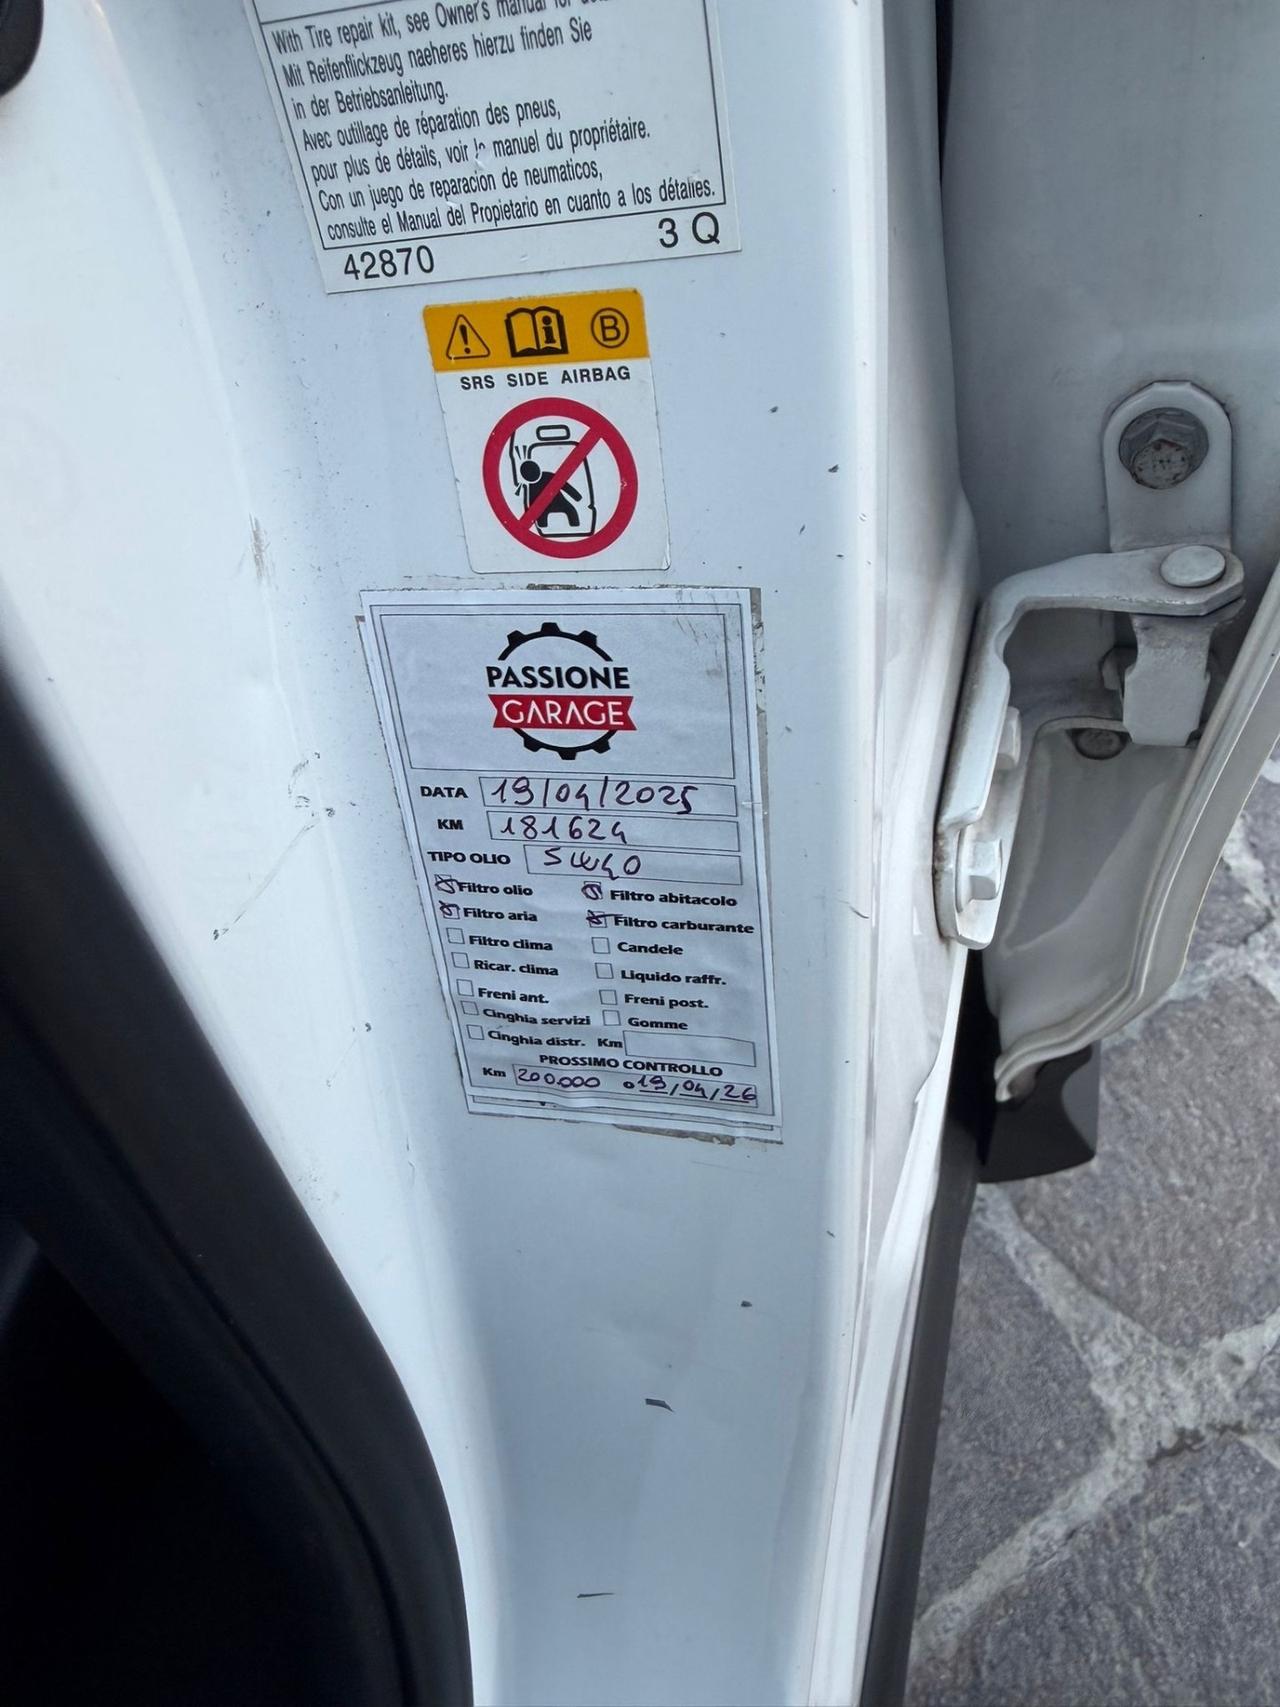 With Tire repair kit, see Owner's manual for
Mit Reifenflickzeug naeheres hierzu finden Sie
in der Betriebsanleitung.
Avec outillage de réparation des pneus,
pour plus de détails, voir le manuel du propriétaire.
Con un juego de reparacion de neumaticos,
consulte el Manual del Propietario en cuanto a los détalles.
42870 3 Q
B
SRS SIDE AIRBAG
PASSIONE
GARAGE
DATA 19/04/2025
KM 181624
TIPO OLIO 5W40
Filtro olio Filtro abitacolo
Filtro aria Filtro carburante
Filtro clima Candele
Ricar. clima Liquido raffr.
Freni ant. Freni post.
Cinghia servizi Gomme
Cinghia distr. Km
PROSSIMO CONTROLLO
Km 200.000 o 19/04/26